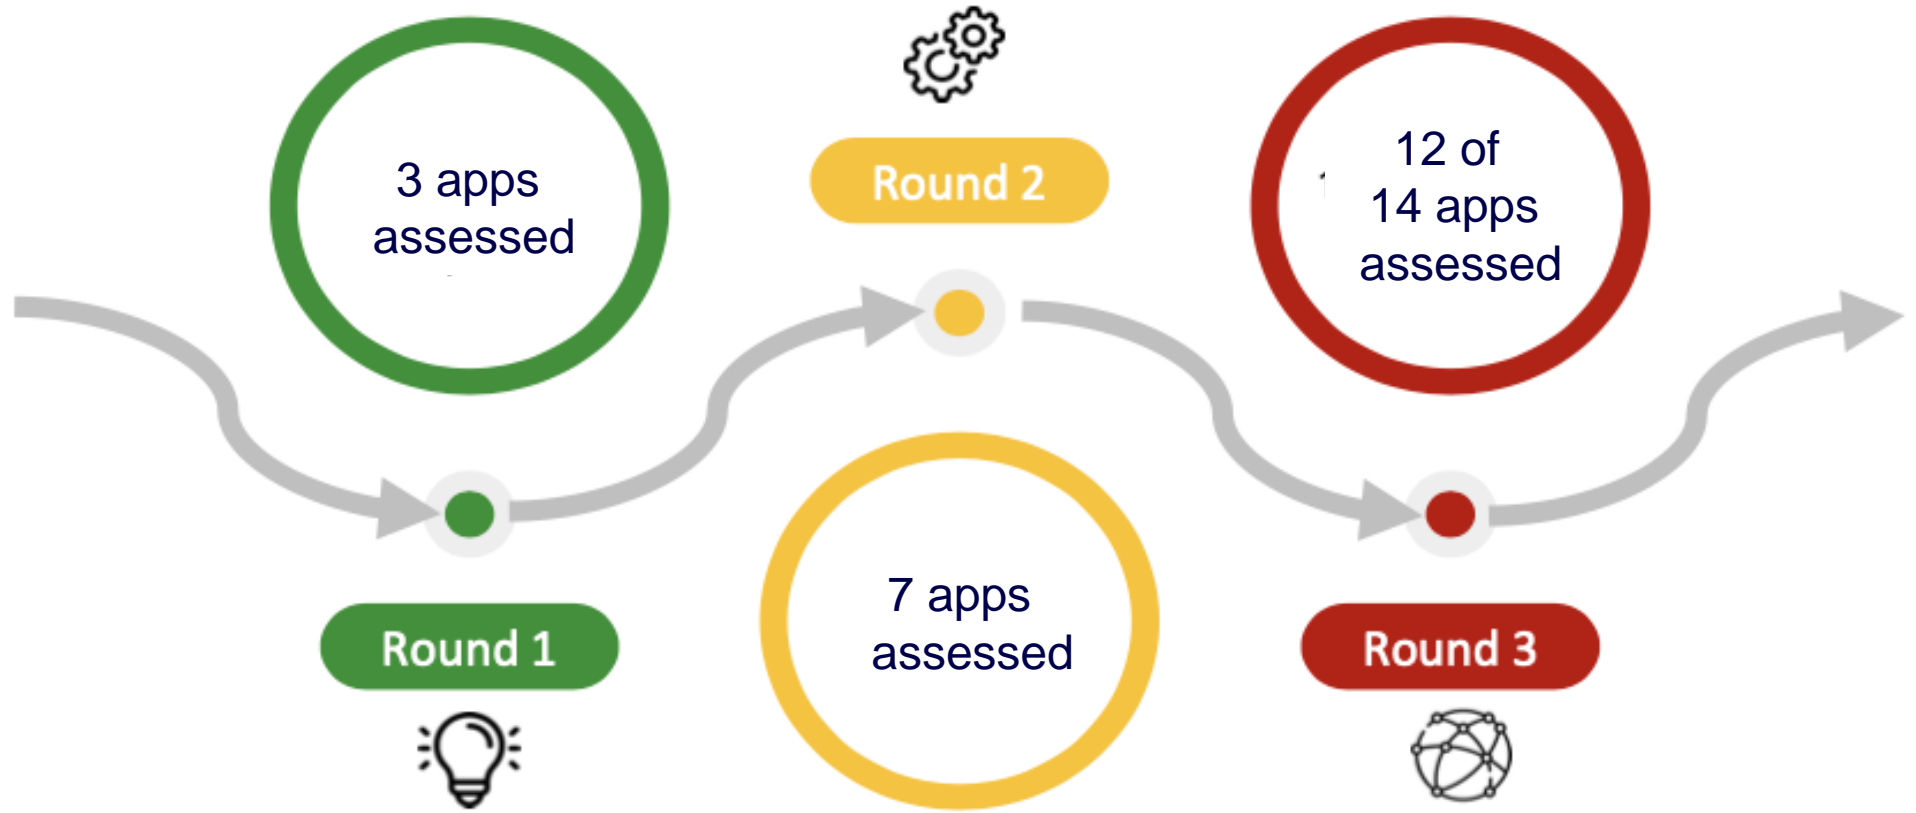 3 apps
assessed
Round 1
Round 2
7 apps
assessed
12 of
14 apps
assessed
Round 3